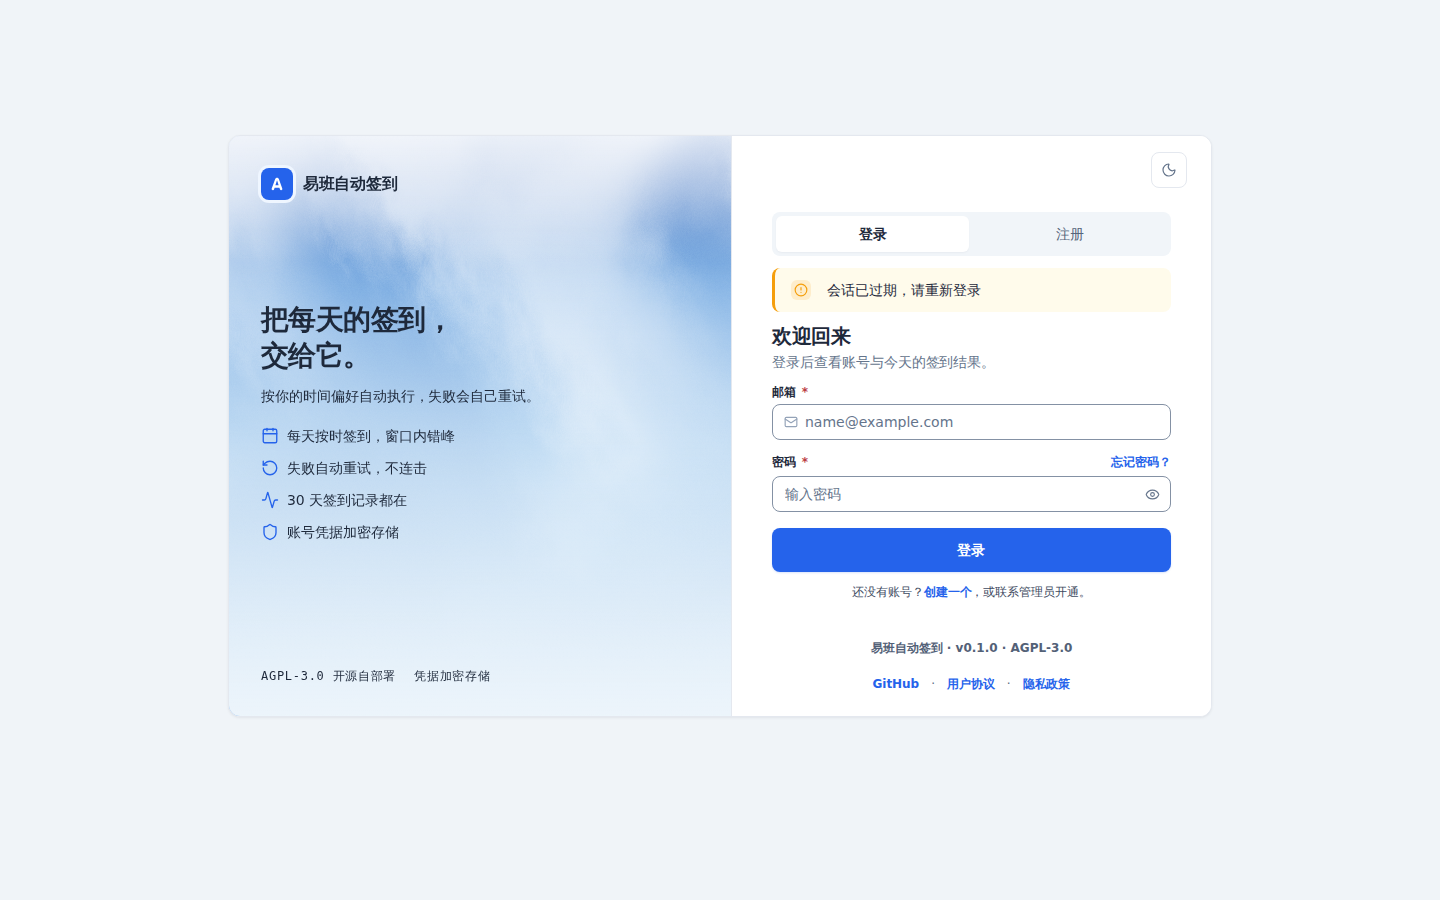 A 易班自动签到
把每天的签到，
交给它。
按你的时间偏好自动执行，失败会自己重试。
每天按时签到，窗口内错峰
失败自动重试，不连击
30 天签到记录都在
账号凭据加密存储
AGPL-3.0 开源自部署 凭据加密存储
登录 注册
会话已过期，请重新登录
欢迎回来
登录后查看账号与今天的签到结果。
邮箱 *
name@example.com
密码 * 忘记密码？
输入密码
登录
还没有账号？创建一个，或联系管理员开通。
易班自动签到 · v0.1.0 · AGPL-3.0
GitHub · 用户协议 · 隐私政策